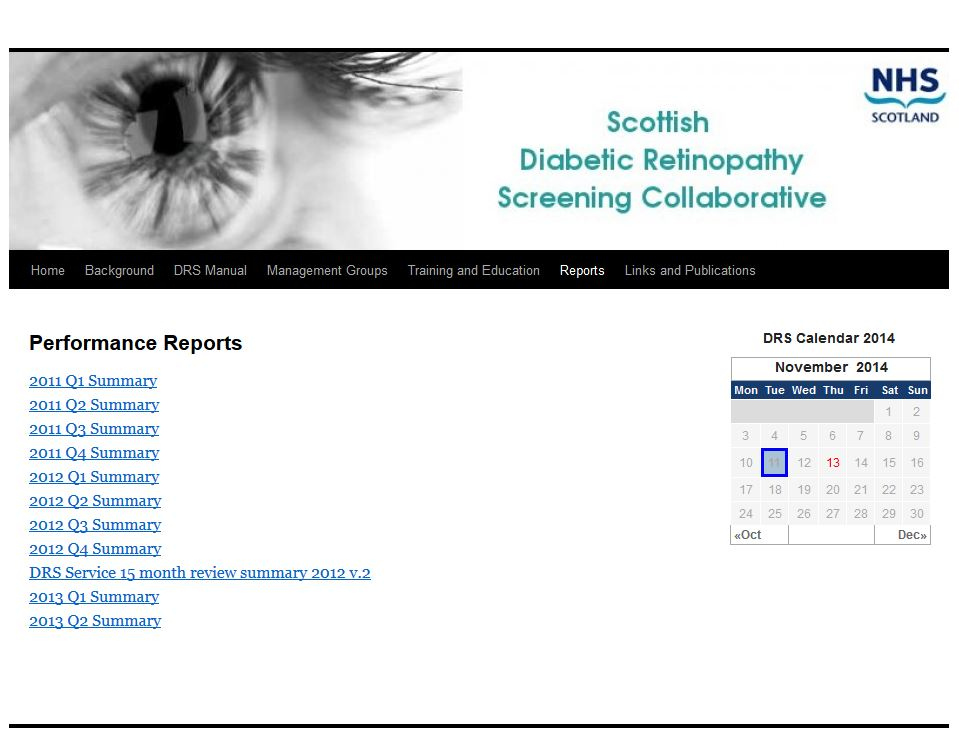 NHS
SCOTLAND
Scottish
Diabetic Retinopathy
Screening Collaborative
Home Background DRS Manual Management Groups Training and Education Reports Links and Publications
Performance Reports
2011 Q1 Summary
2011 Q2 Summary
2011 Q3 Summary
2011 Q4 Summary
2012 Q1 Summary
2012 Q2 Summary
2012 Q3 Summary
2012 Q4 Summary
DRS Service 15 month review summary 2012 v.2
2013 Q1 Summary
2013 Q2 Summary
DRS Calendar 2014
November 2014
Mon Tue Wed Thu Fri Sat Sun
1 2
3 4 5 6 7 8 9
10 11 12 13 14 15 16
17 18 19 20 21 22 23
24 25 26 27 28 29 30
«Oct Dec»